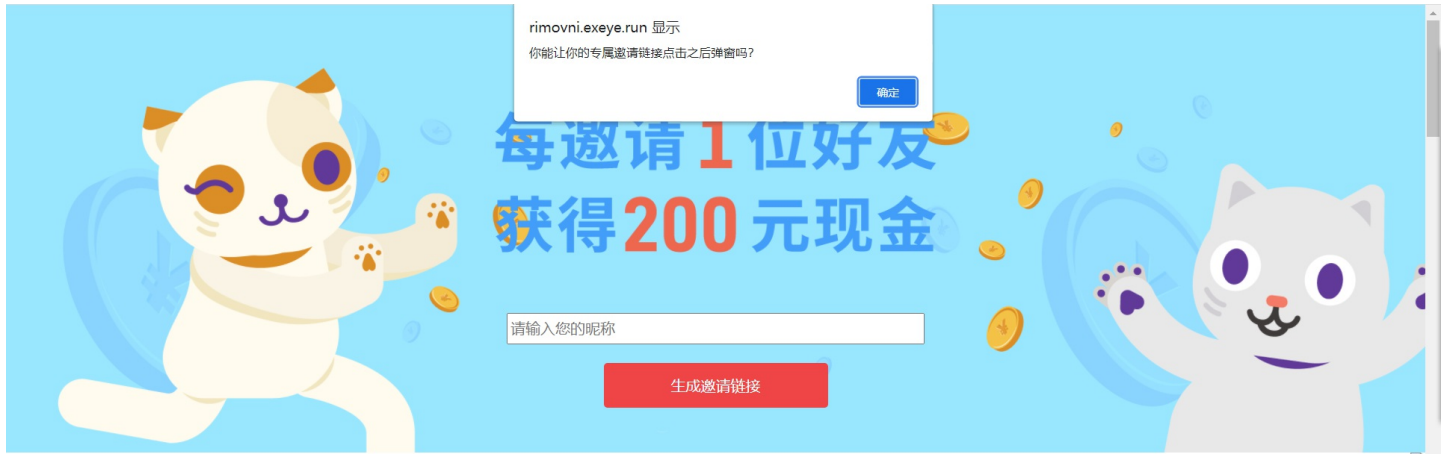 rimovni.exeye.run 显示
你能让你的专属邀请链接点击之后弹窗吗?
确定
每邀请1位好友
获得200元现金
请输入您的昵称
生成邀请链接